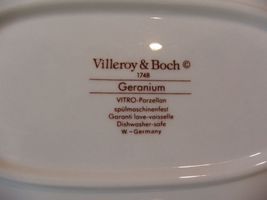 Villeroy & Boch ©
1748
Geranium
VITRO-Porzellan
spülmaschinenfest
Garanti lave-vaisselle
Dishwasher-safe
W.-Germany